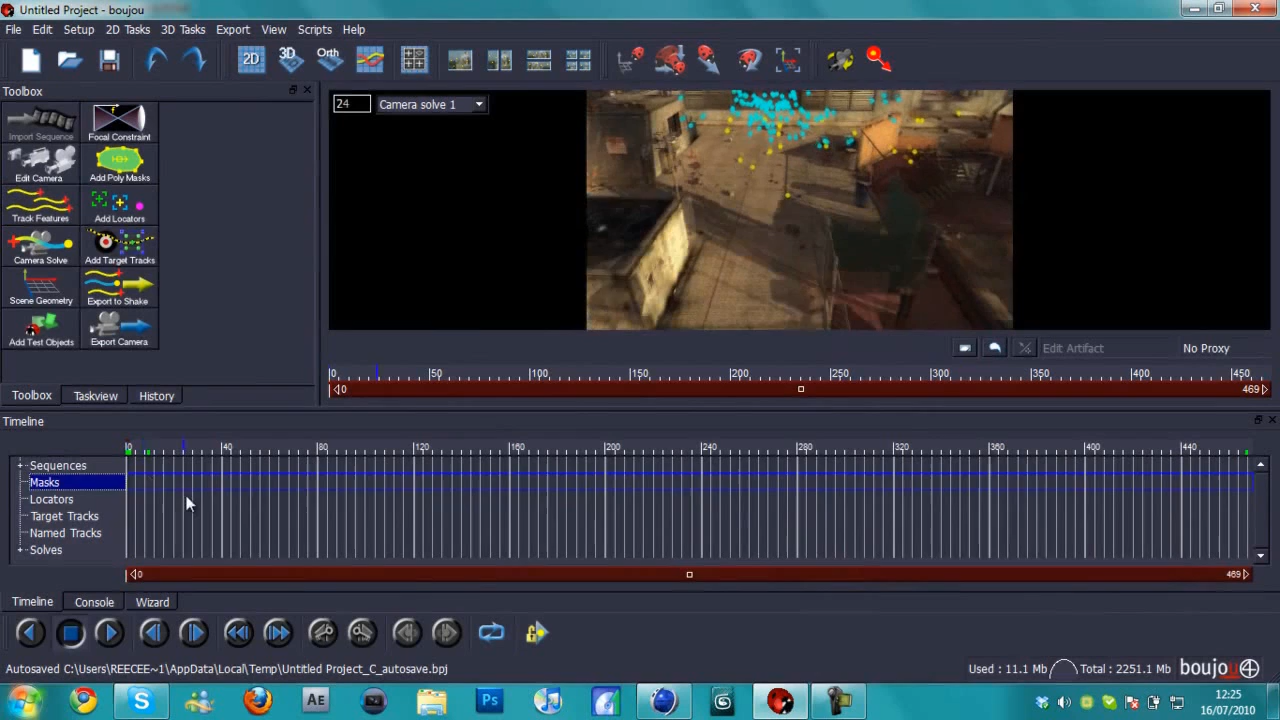 Untitled Project - boujou
File Edit Setup 2D Tasks 3D Tasks Export View Scripts Help
2D 3D Orth
Toolbox
Import Sequence Focal Constraint
Edit Camera Add Poly Masks
Track Features Add Locators
Camera Solve Add Target Tracks
Scene Geometry Export to Shake
Add Test Objects Export Camera
Toolbox Taskview History
24 Camera solve 1
Edit Artifact No Proxy
0 50 100 150 200 250 300 350 400 450
0 469
Timeline
0 40 80 120 160 200 240 280 320 360 400 440
Sequences
Masks
Locators
Target Tracks
Named Tracks
Solves
0 469
Timeline Console Wizard
Autosaved C:\Users\REECEE~1\AppData\Local\Temp\Untitled Project_C_autosave.bpj
Used : 11.1 Mb Total : 2251.1 Mb boujou
Ae Ps
12:25
16/07/2010